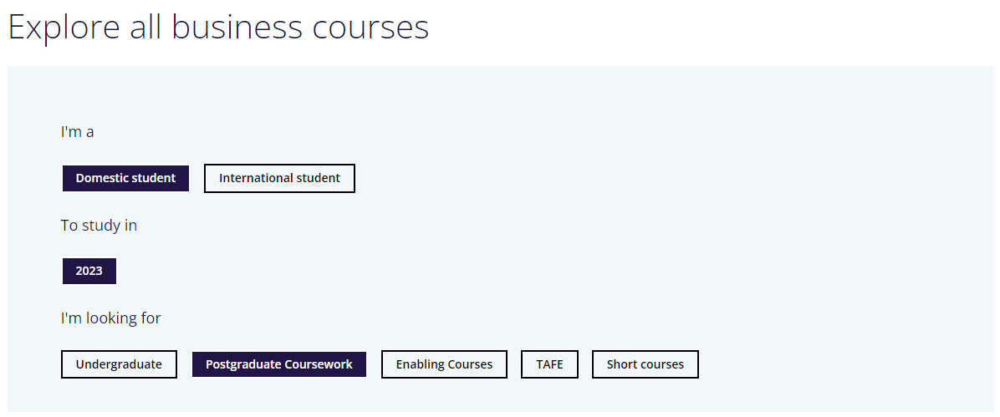 Explore all business courses
I'm a
Domestic student International student
To study in
2023
I'm looking for
Undergraduate Postgraduate Coursework Enabling Courses TAFE Short courses